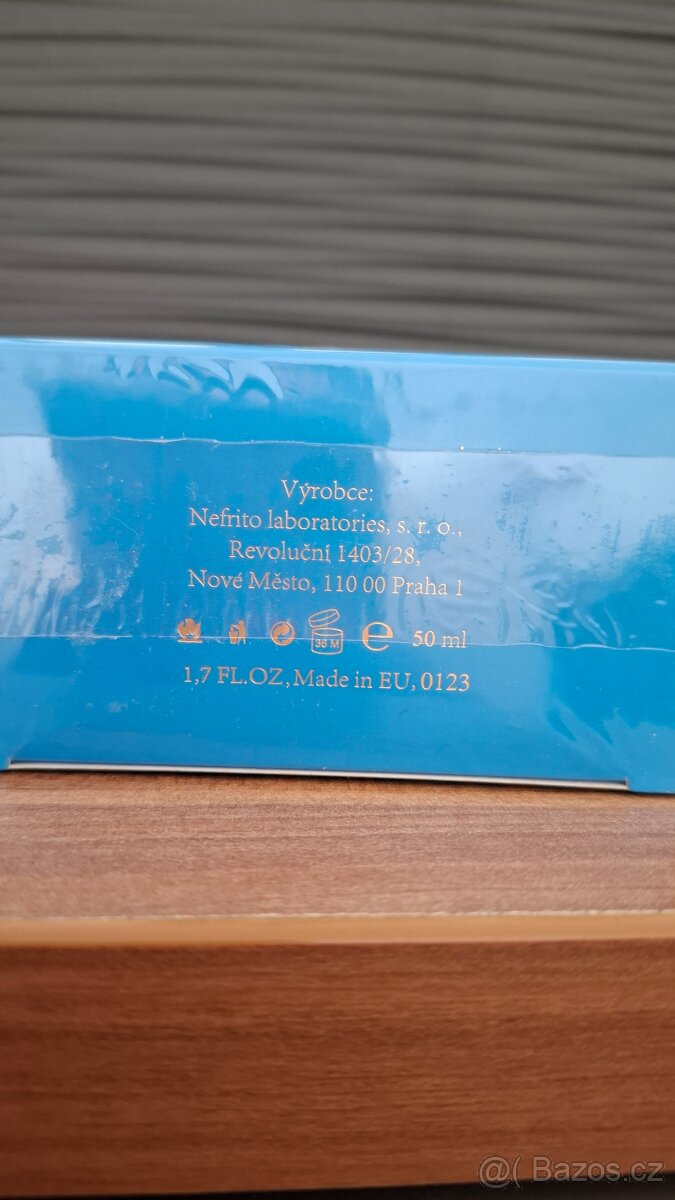 Výrobce:
Nefrito laboratories, s. r. o.,
Revoluční 1403/28,
Nové Město, 110 00 Praha 1
36 M e 50 ml
1,7 FL.OZ, Made in EU, 0123
@( Bazos.cz